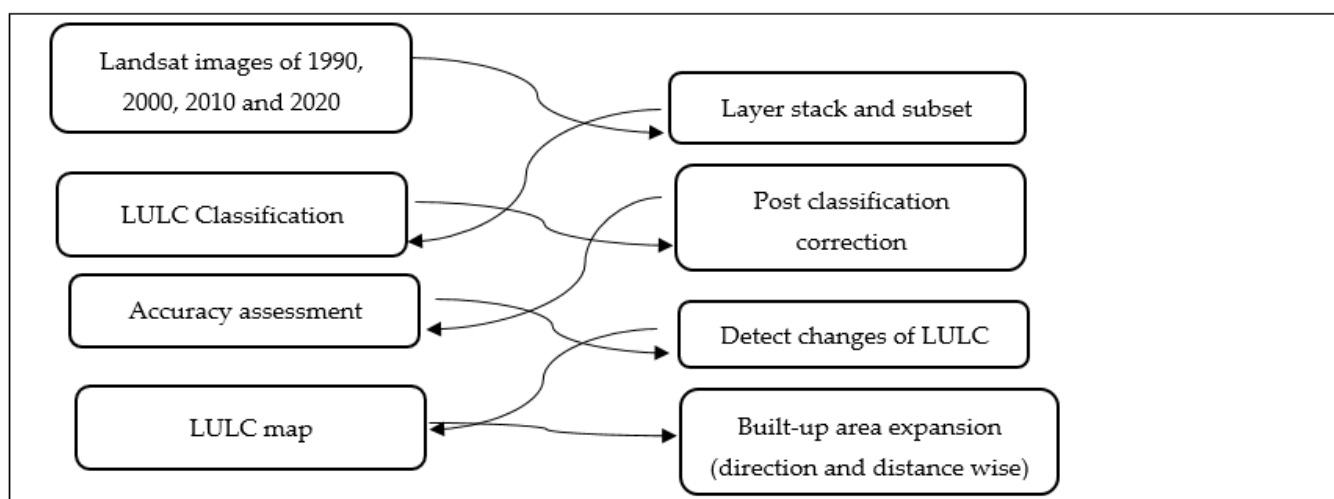 Landsat images of 1990,
2000, 2010 and 2020
Layer stack and subset
LULC Classification
Post classification
correction
Accuracy assessment
Detect changes of LULC
LULC map
Built-up area expansion
(direction and distance wise)